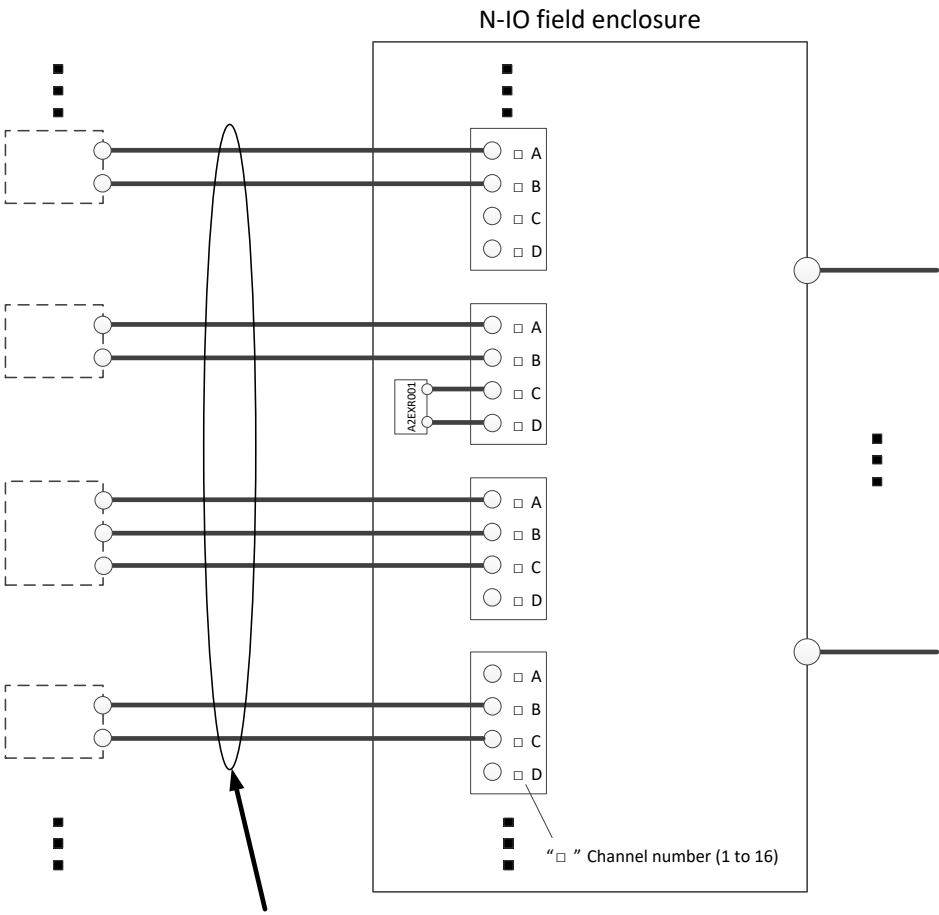 N-IO field enclosure
□ A
□ B
□ C
□ D
□ A
□ B
□ C
□ D
A2EXR001
□ A
□ B
□ C
□ D
□ A
□ B
□ C
□ D
“□ ” Channel number (1 to 16)